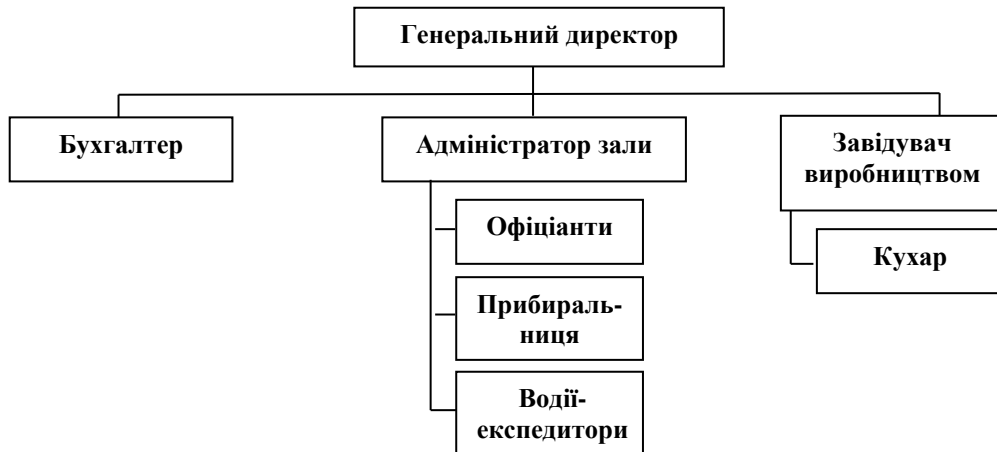 Генеральний директор
Бухгалтер
Адміністратор зали
Завідувач
виробництвом
Офіціанти
Кухар
Прибираль-
ниця
Водії-
експедитори